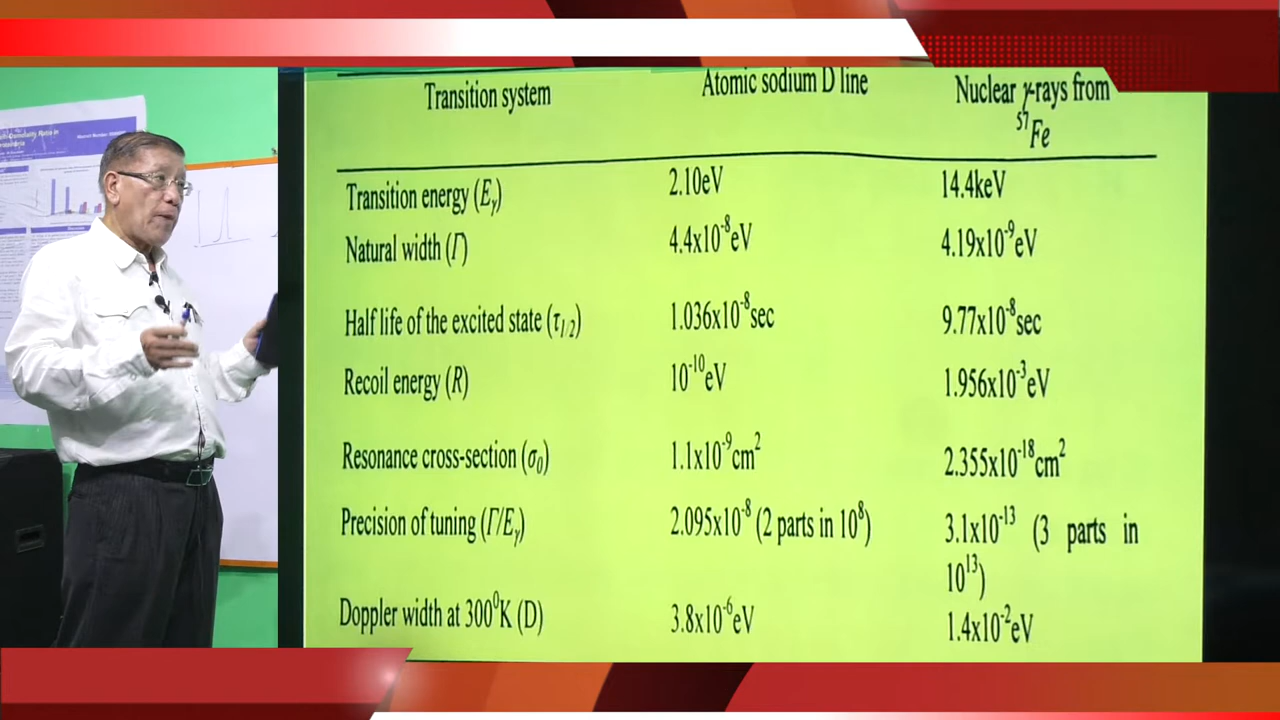 Transition system Atomic sodium D line Nuclear γ-rays from
⁵⁷Fe
Transition energy (Eᵧ) 2.10eV 14.4keV
Natural width (Γ) 4.4x10⁻⁸eV 4.19x10⁻⁹eV
Half life of the excited state (τ₁/₂) 1.036x10⁻⁸sec 9.77x10⁻⁸sec
Recoil energy (R) 10⁻¹⁰eV 1.956x10⁻³eV
Resonance cross-section (σ₀) 1.1x10⁻⁹cm² 2.355x10⁻¹⁸cm²
Precision of tuning (Γ/Eᵧ) 2.095x10⁻⁸ (2 parts in 10⁸) 3.1x10⁻¹³ (3 parts in
10¹³)
Doppler width at 300⁰K (D) 3.8x10⁻⁶eV 1.4x10⁻²eV